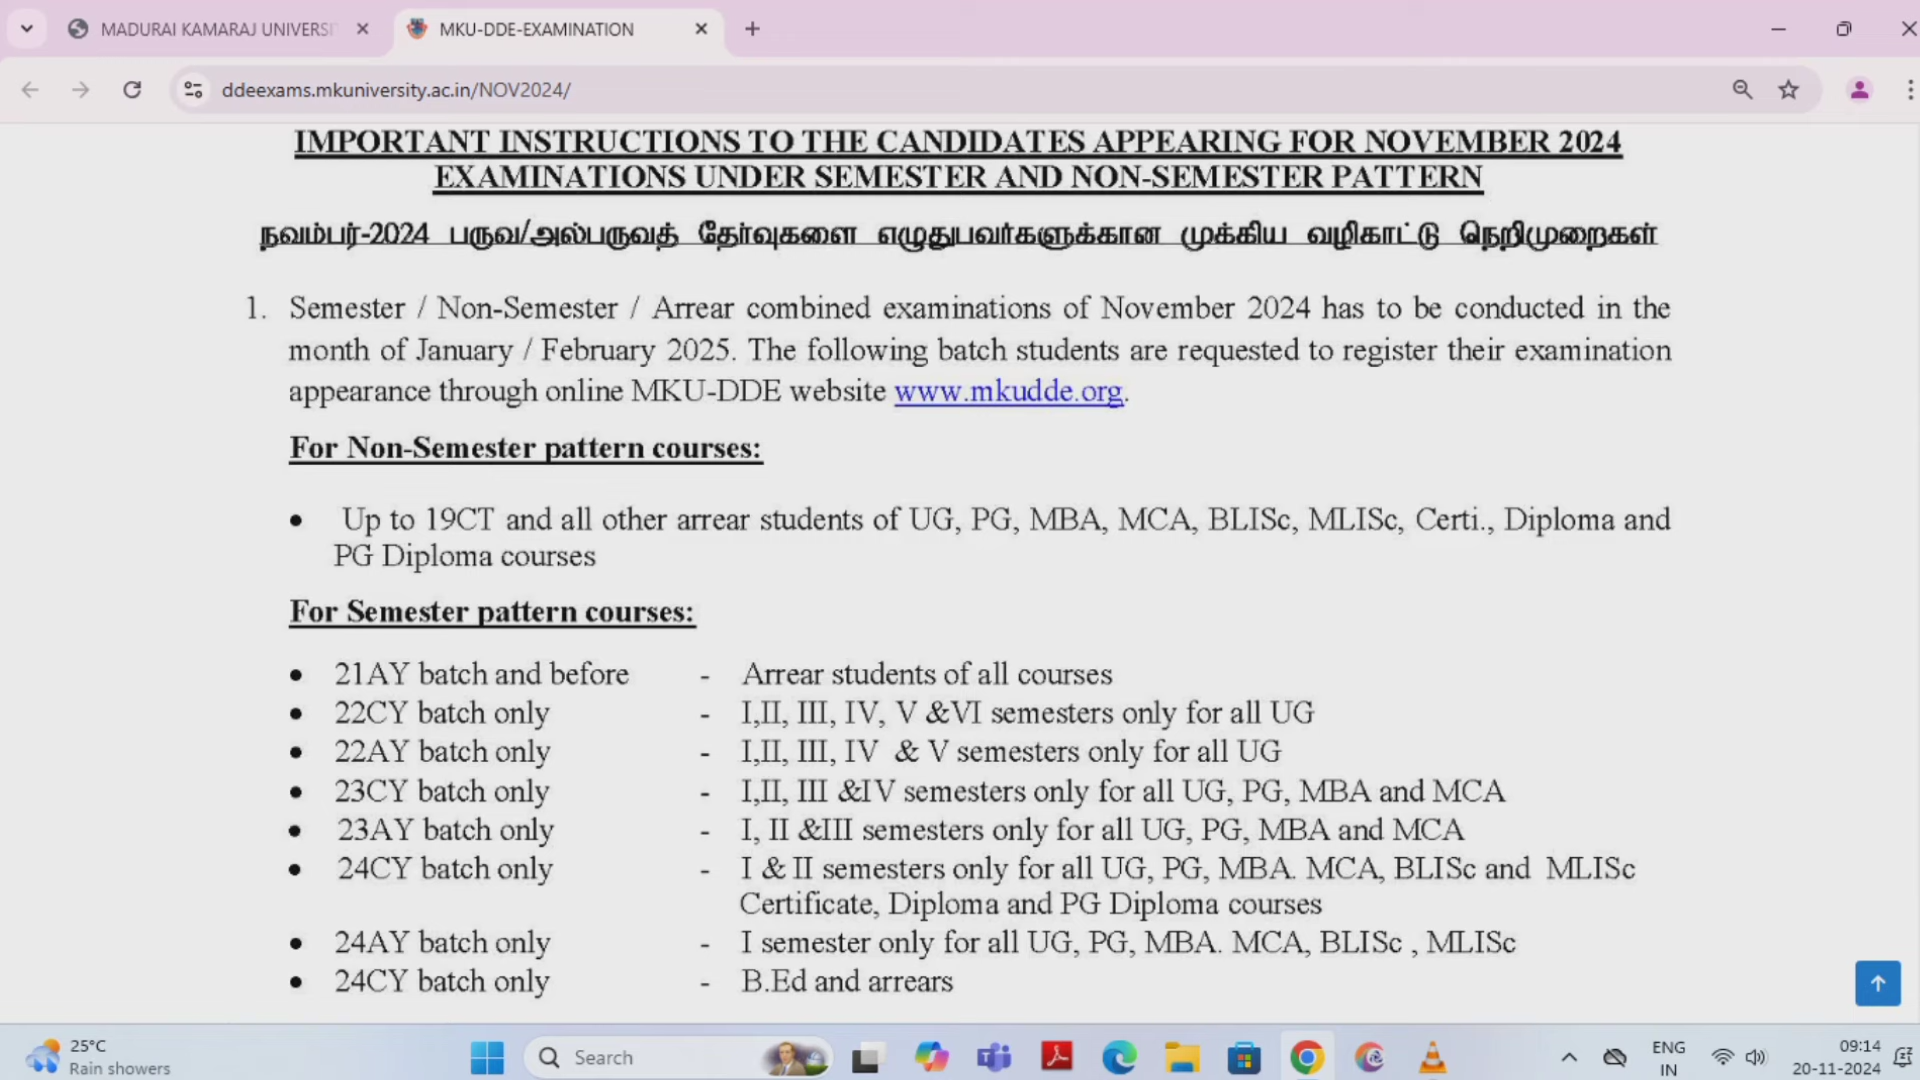 MADURAI KAMARAJ UNIVERSI
MKU-DDE-EXAMINATION
ddeexams.mkuniversity.ac.in/NOV2024/
IMPORTANT INSTRUCTIONS TO THE CANDIDATES APPEARING FOR NOVEMBER 2024
EXAMINATIONS UNDER SEMESTER AND NON-SEMESTER PATTERN
நவம்பர்-2024 பருவ/அல்பருவத் தேர்வுகளை எழுதுபவர்களுக்கான முக்கிய வழிகாட்டு நெறிமுறைகள்
1. Semester / Non-Semester / Arrear combined examinations of November 2024 has to be conducted in the
month of January / February 2025. The following batch students are requested to register their examination
appearance through online MKU-DDE website www.mkudde.org.
For Non-Semester pattern courses:
• Up to 19CT and all other arrear students of UG, PG, MBA, MCA, BLISc, MLISc, Certi., Diploma and
PG Diploma courses
For Semester pattern courses:
• 21AY batch and before - Arrear students of all courses
• 22CY batch only - I,II, III, IV, V &VI semesters only for all UG
• 22AY batch only - I,II, III, IV & V semesters only for all UG
• 23CY batch only - I,II, III &IV semesters only for all UG, PG, MBA and MCA
• 23AY batch only - I, II &III semesters only for all UG, PG, MBA and MCA
• 24CY batch only - I & II semesters only for all UG, PG, MBA. MCA, BLISc and MLISc
Certificate, Diploma and PG Diploma courses
• 24AY batch only - I semester only for all UG, PG, MBA. MCA, BLISc , MLISc
• 24CY batch only - B.Ed and arrears
25°C
Rain showers
Search
ENG
IN
09:14
20-11-2024